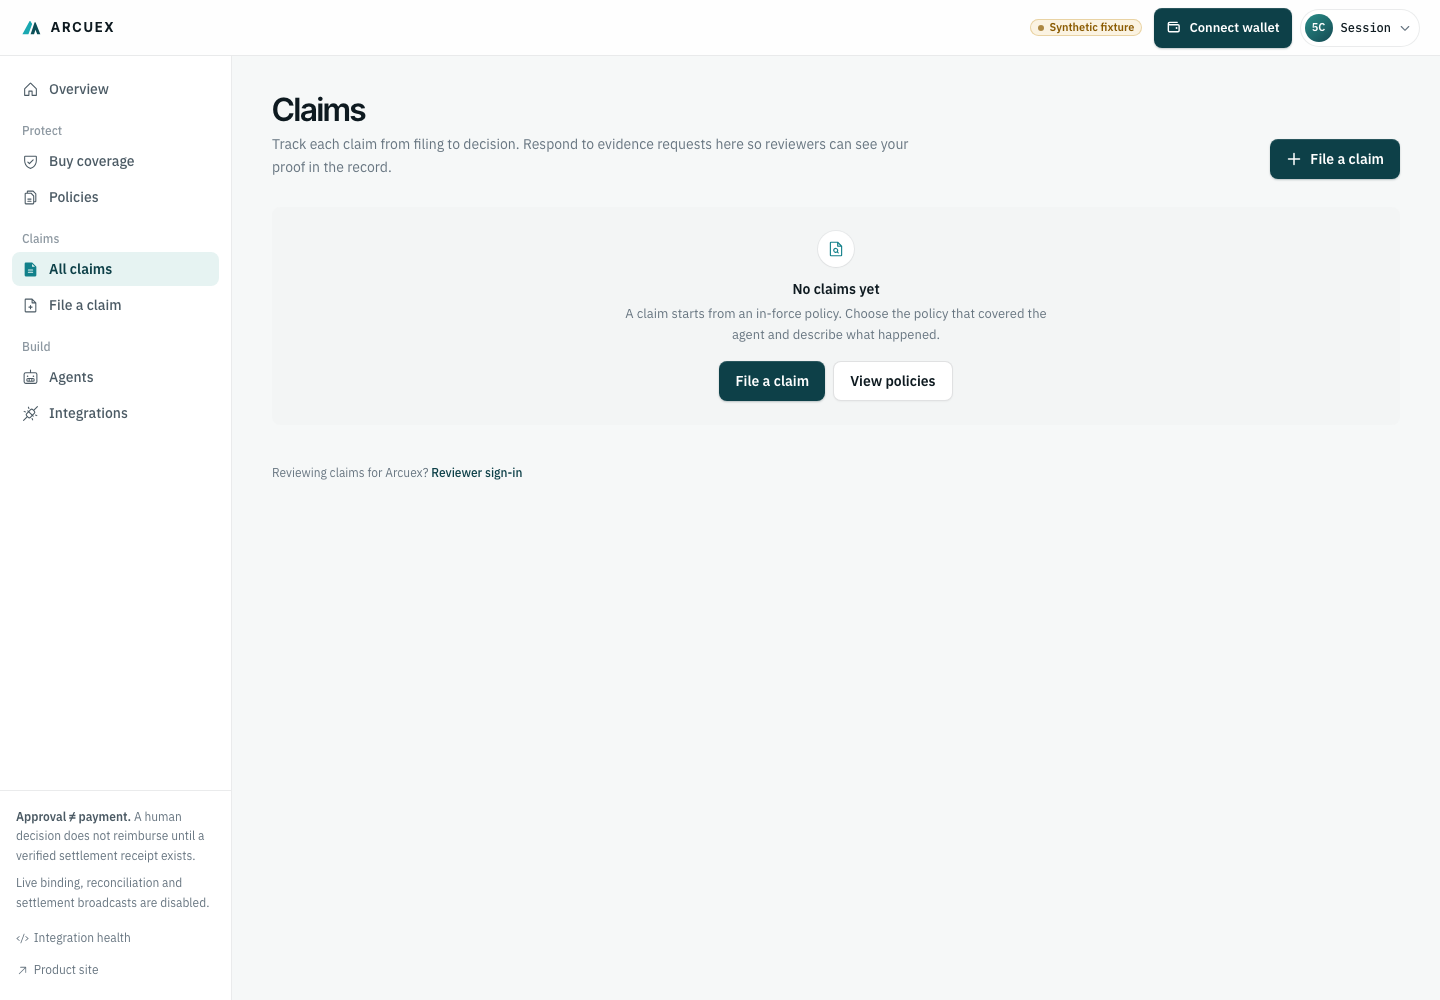 ARCUEX
Synthetic fixture
Connect wallet
5C
Session
Overview
Protect
Buy coverage
Policies
Claims
All claims
File a claim
Build
Agents
Integrations
Approval ≠ payment. A human
decision does not reimburse until a
verified settlement receipt exists.
Live binding, reconciliation and
settlement broadcasts are disabled.
</> Integration health
Product site
Claims
Track each claim from filing to decision. Respond to evidence requests here so reviewers can see your
proof in the record.
File a claim
No claims yet
A claim starts from an in-force policy. Choose the policy that covered the
agent and describe what happened.
File a claim
View policies
Reviewing claims for Arcuex? Reviewer sign-in